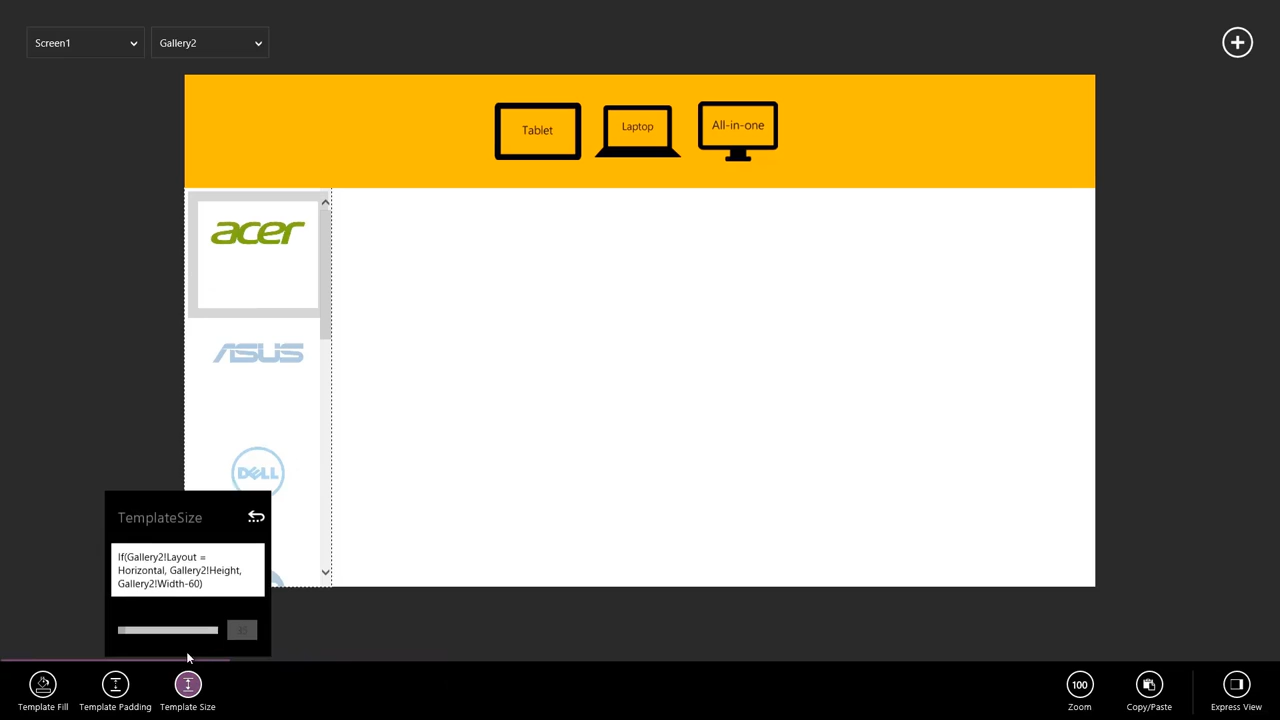 Screen1
Gallery2
Tablet
Laptop
All-in-one
acer
ASUS
DELL
TemplateSize
If(Gallery2!Layout =
Horizontal, Gallery2!Height,
Gallery2!Width-60)
Template Fill
Template Padding
Template Size
100
Zoom
Copy/Paste
Express View